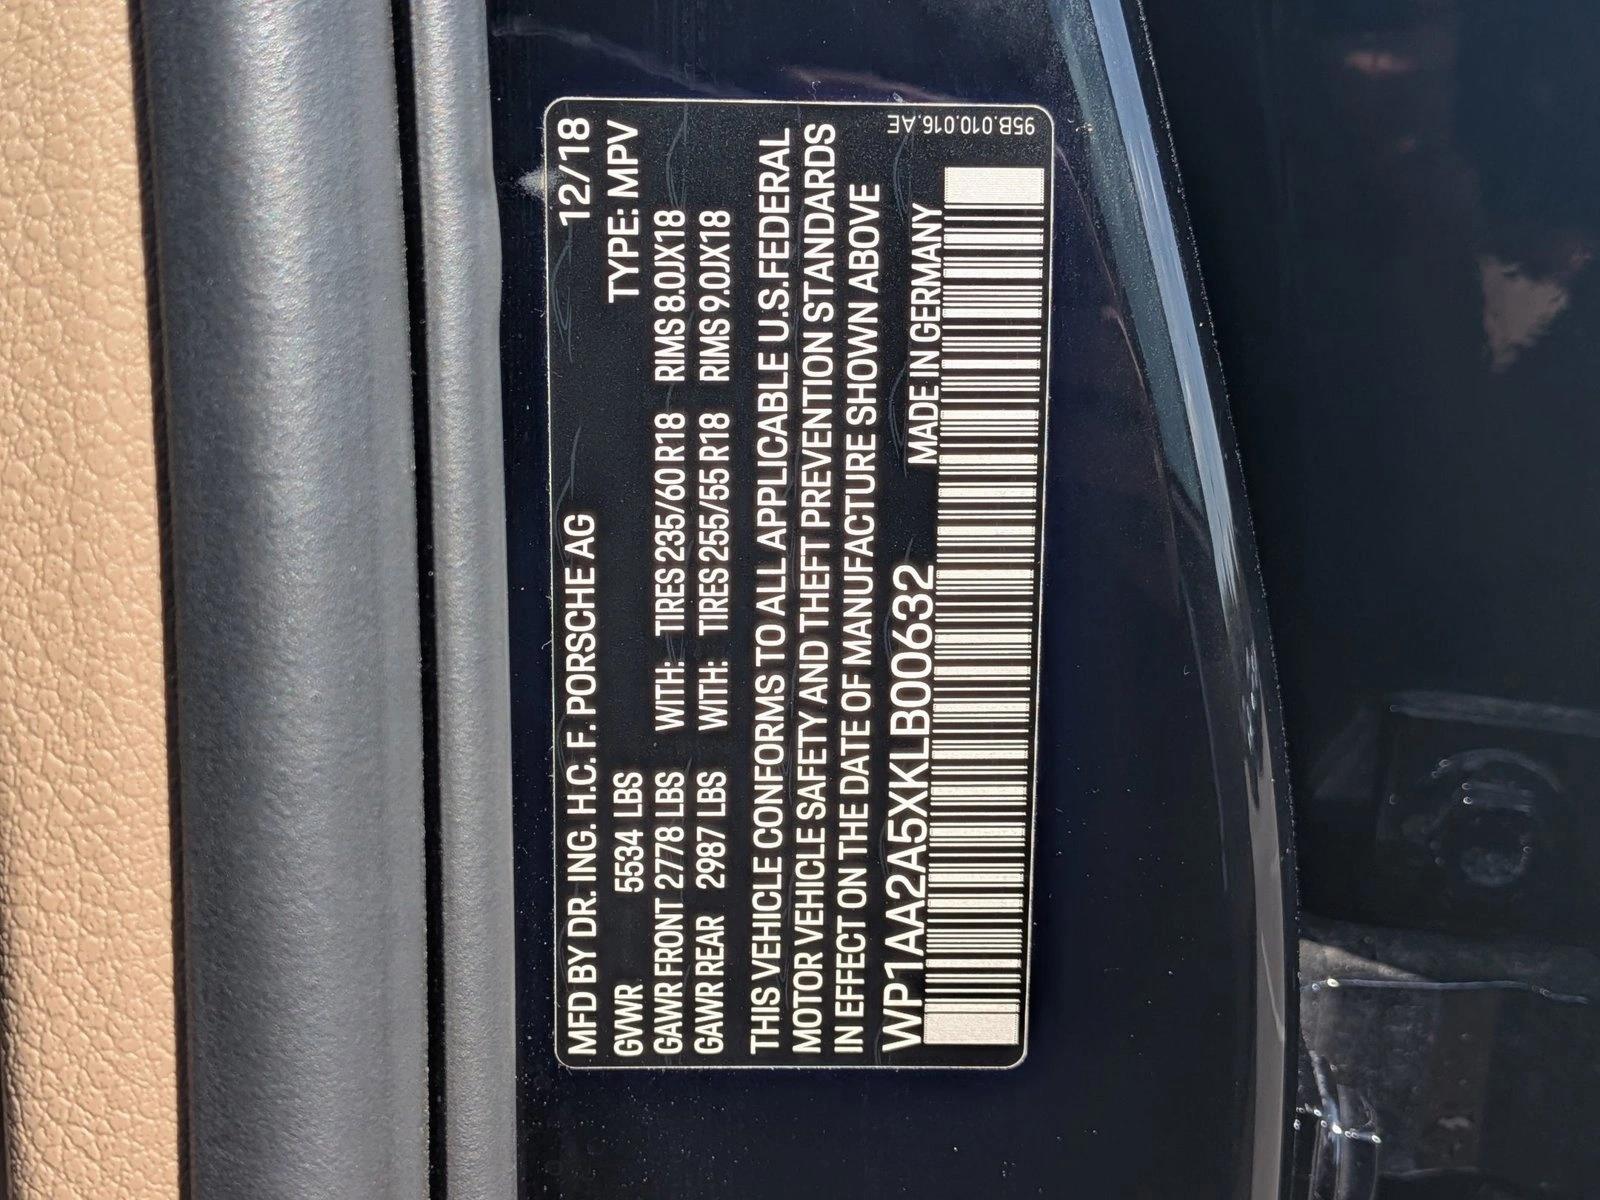 MFD BY DR. ING. H.C. F. PORSCHE AG 12/18
GVWR 5534 LBS TYPE: MPV
GAWR FRONT 2778 LBS WITH: TIRES 235/60 R18 RIMS 8.0JX18
GAWR REAR 2987 LBS WITH: TIRES 255/55 R18 RIMS 9.0JX18
THIS VEHICLE CONFORMS TO ALL APPLICABLE U.S. FEDERAL
MOTOR VEHICLE SAFETY AND THEFT PREVENTION STANDARDS
IN EFFECT ON THE DATE OF MANUFACTURE SHOWN ABOVE
WP1AA2A5XKLB00632 MADE IN GERMANY
95B.010.016.AE